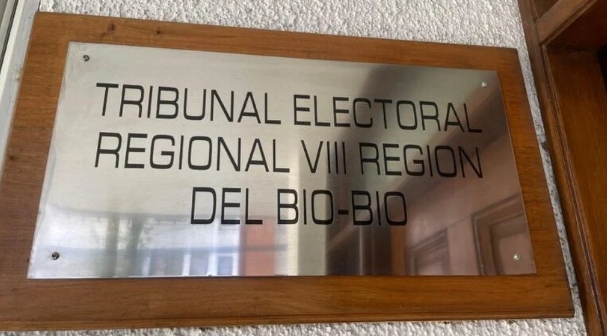 TRIBUNAL ELECTORAL
REGIONAL VIII REGION
DEL BIO-BIO